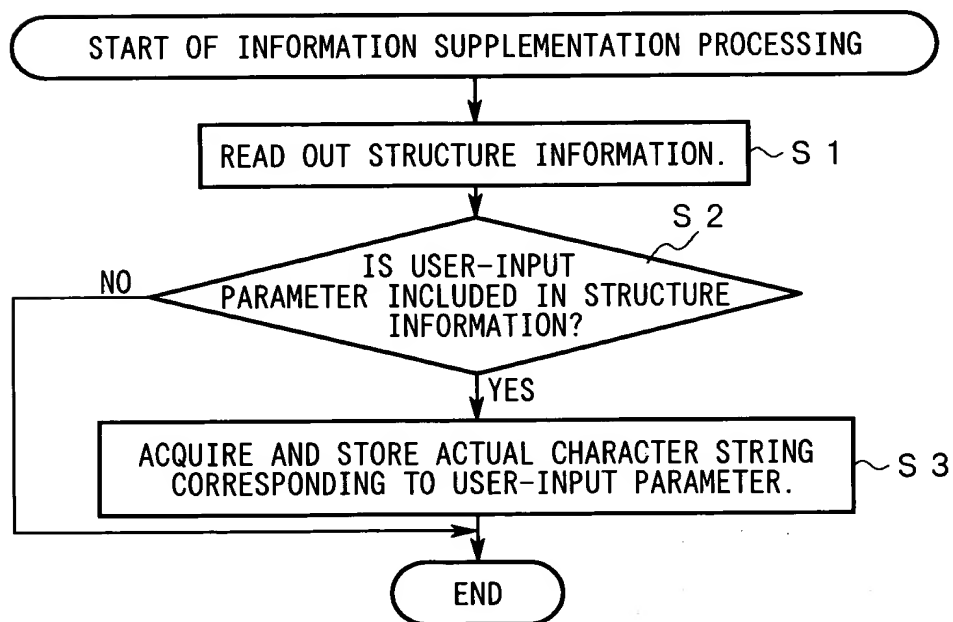 START OF INFORMATION SUPPLEMENTATION PROCESSING
READ OUT STRUCTURE INFORMATION.
S 1
S 2
IS USER-INPUT
PARAMETER INCLUDED IN STRUCTURE
INFORMATION?
NO
YES
ACQUIRE AND STORE ACTUAL CHARACTER STRING
CORRESPONDING TO USER-INPUT PARAMETER.
S 3
END